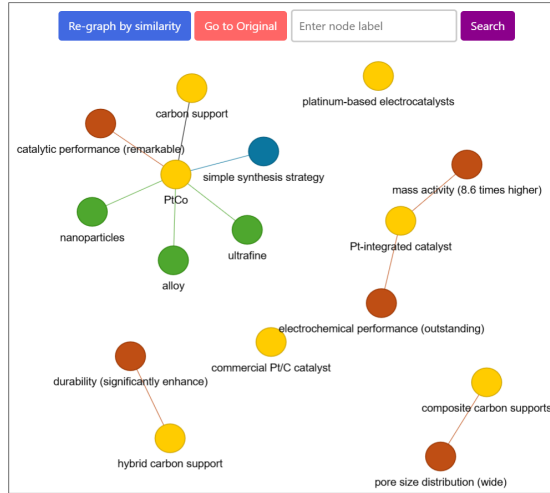 Re-graph by similarity Go to Original Enter node label Search
carbon support
platinum-based electrocatalysts
catalytic performance (remarkable)
simple synthesis strategy
mass activity (8.6 times higher)
PtCo
nanoparticles
Pt-integrated catalyst
ultrafine
alloy
electrochemical performance (outstanding)
commercial Pt/C catalyst
durability (significantly enhance)
composite carbon supports
hybrid carbon support
pore size distribution (wide)